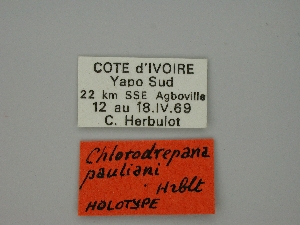 COTE d'IVOIRE
Yapo Sud
22 km SSE Agboville
12 au 18.IV.69
C. Herbulot
Chlorodrepana
pauliani
Hrblt
HOLOTYPE